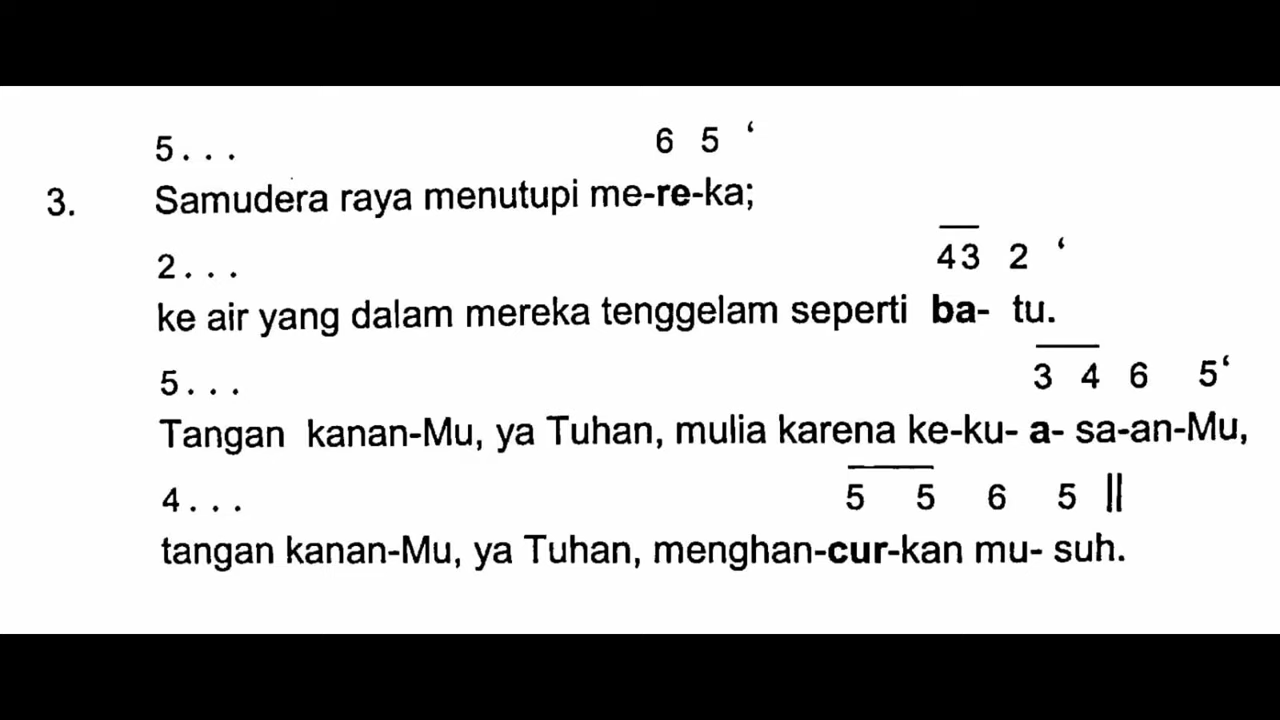 5... 6 5 ‘
3. Samudera raya menutupi me-re-ka;
2... 43 2 ‘
ke air yang dalam mereka tenggelam seperti ba- tu.
5... 3 4 6 5‘
Tangan kanan-Mu, ya Tuhan, mulia karena ke-ku- a- sa-an-Mu,
4... 5 5 6 5 ||
tangan kanan-Mu, ya Tuhan, menghan-cur-kan mu- suh.